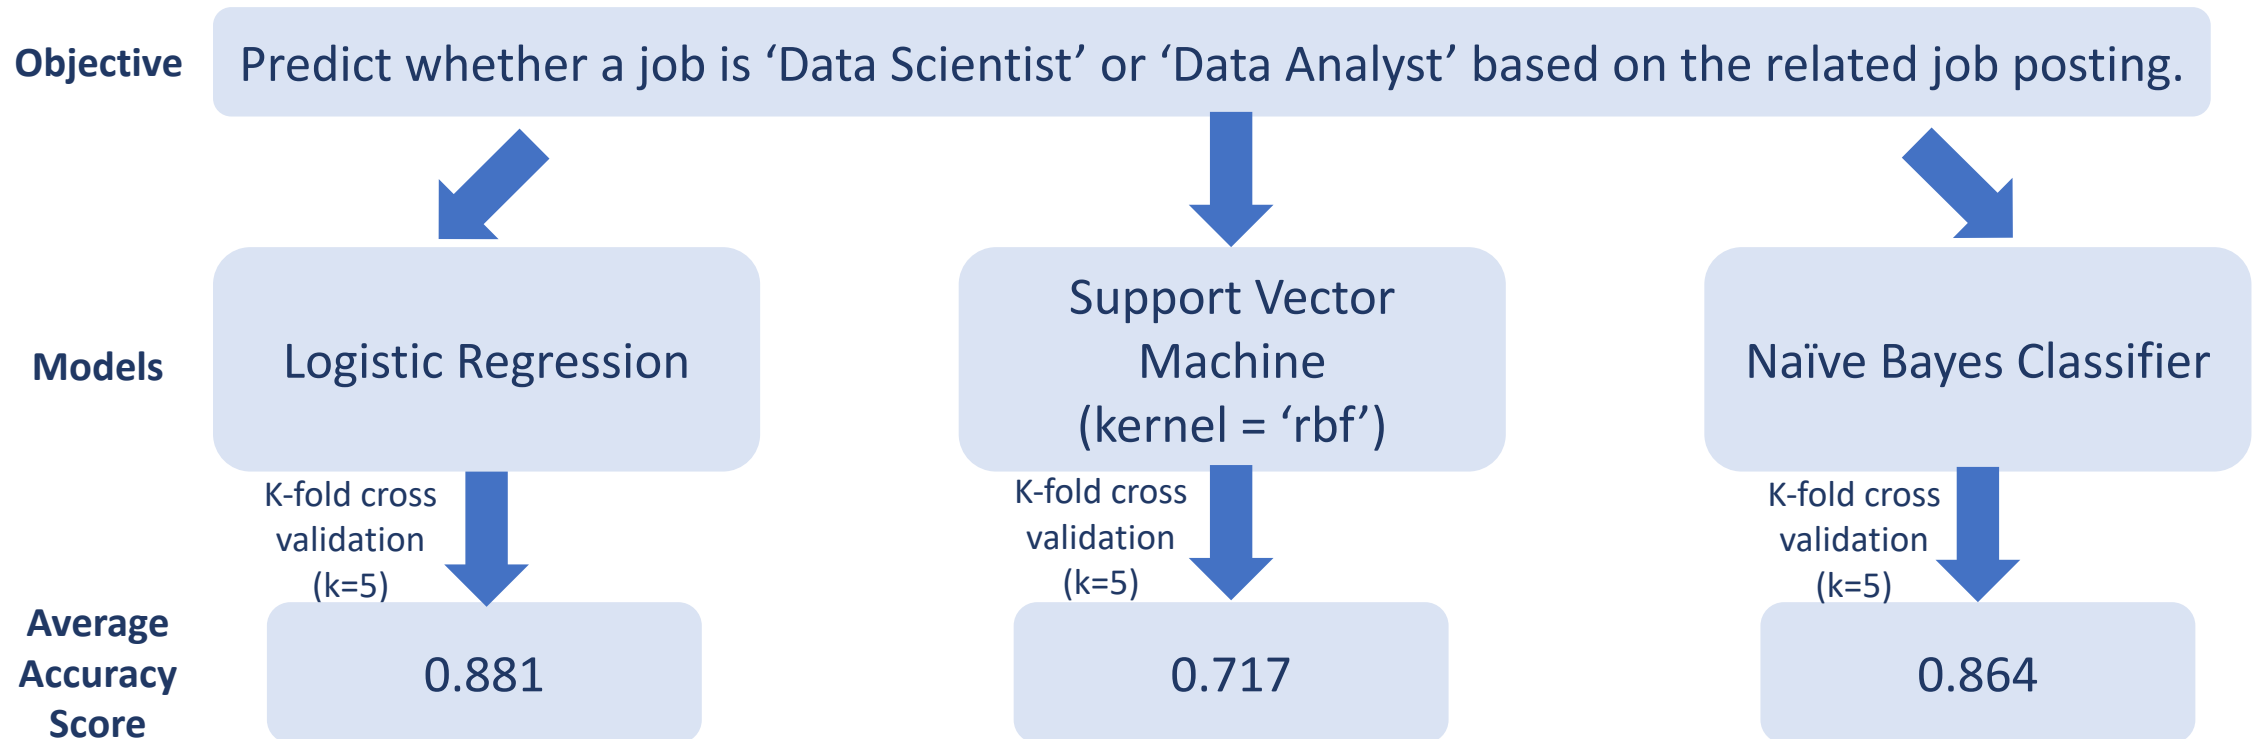 Objective
Predict whether a job is ‘Data Scientist’ or ‘Data Analyst’ based on the related job posting.
Models
Logistic Regression
Support Vector
Machine
(kernel = ‘rbf’)
Naïve Bayes Classifier
K-fold cross
validation
(k=5)
K-fold cross
validation
(k=5)
K-fold cross
validation
(k=5)
Average
Accuracy
Score
0.881
0.717
0.864